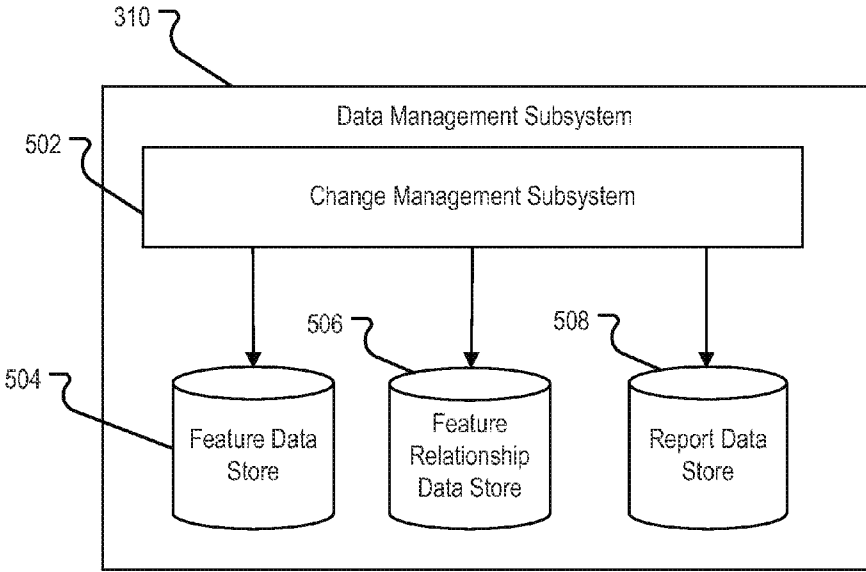 310
Data Management Subsystem
502
Change Management Subsystem
506
508
504
Feature Data
Store
Feature
Relationship
Data Store
Report Data
Store